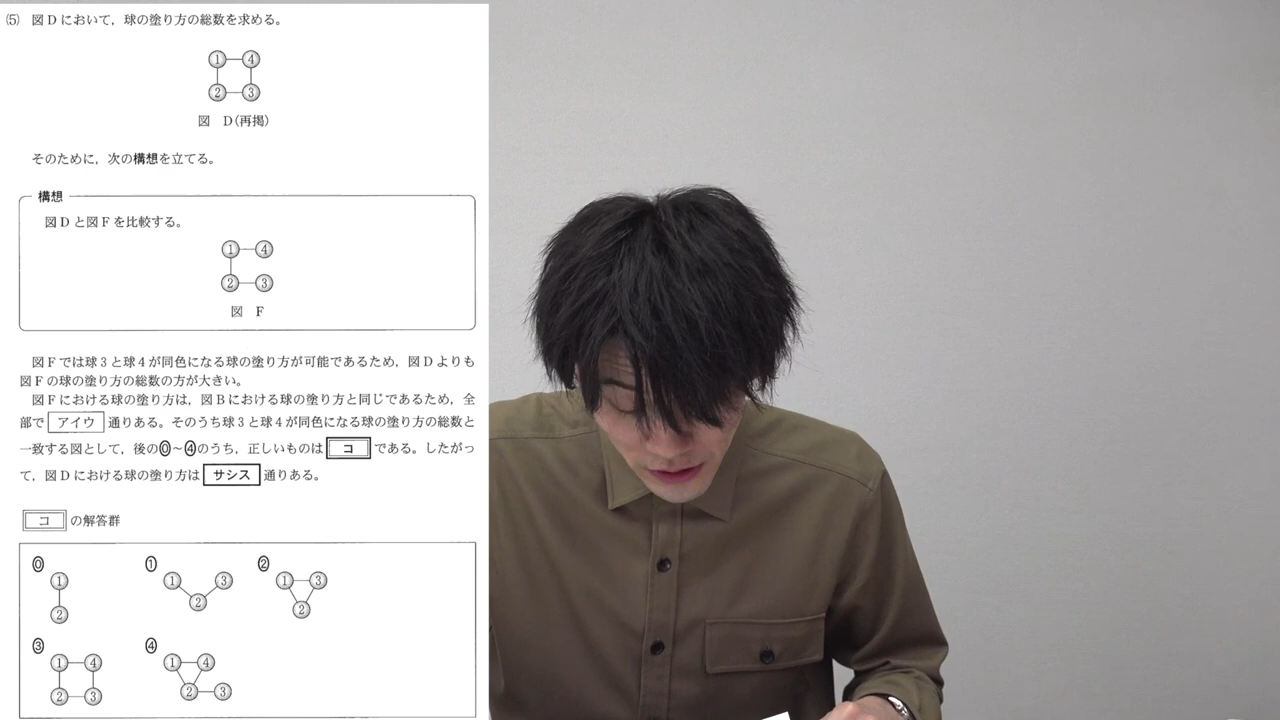 (5) 図Dにおいて，球の塗り方の総数を求める。
① ④
② ③
図 D(再掲)
そのために，次の構想を立てる。
構想
図Dと図Fを比較する。
① ④
② ③
図 F
図Fでは球3と球4が同色になる球の塗り方が可能であるため，図Dよりも
図Fの球の塗り方の総数の方が大きい。
図Fにおける球の塗り方は，図Bにおける球の塗り方と同じであるため，全
部で アイウ 通りある。そのうち球3と球4が同色になる球の塗り方の総数と
一致する図として，後の⓪～④のうち，正しいものは コ である。したがっ
て，図Dにおける球の塗り方は サシス 通りある。
コ の解答群
⓪ ① ②
① ① ③ ① ③
② ② ②
③ ④
① ④ ① ④
② ③ ② ③